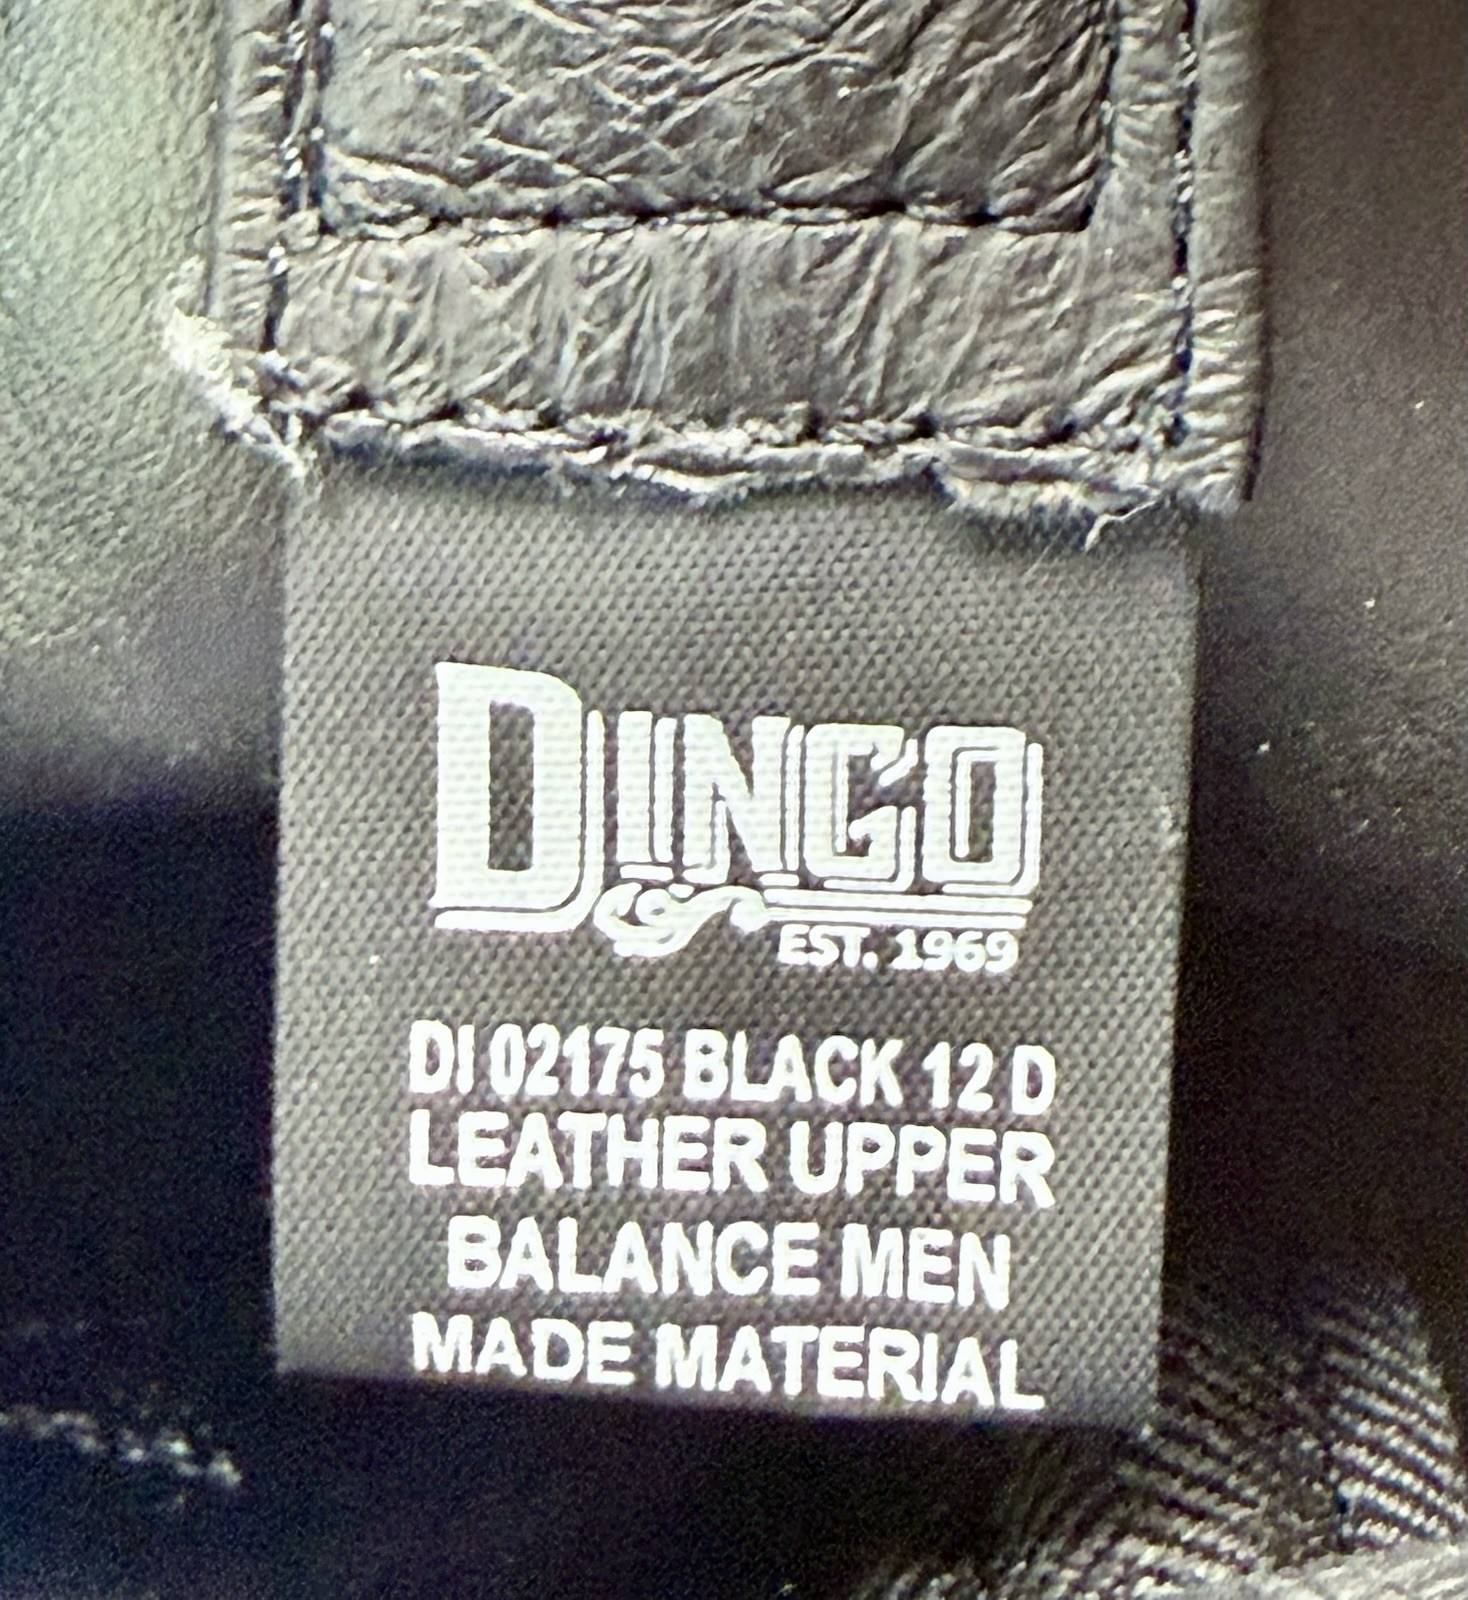 DINGO
EST. 1969
DI 02175 BLACK 12 D
LEATHER UPPER
BALANCE MEN
MADE MATERIAL